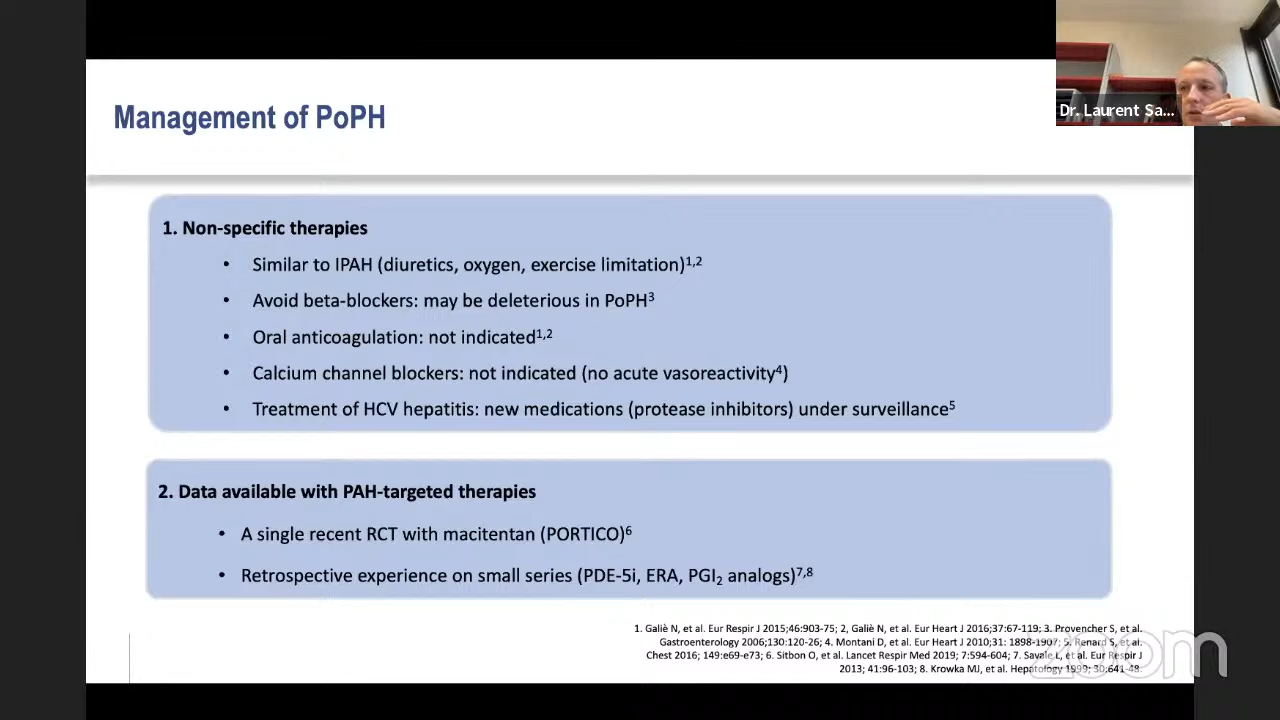 Dr. Laurent Sa...
Management of PoPH
1. Non-specific therapies
• Similar to IPAH (diuretics, oxygen, exercise limitation)1,2
• Avoid beta-blockers: may be deleterious in PoPH3
• Oral anticoagulation: not indicated1,2
• Calcium channel blockers: not indicated (no acute vasoreactivity4)
• Treatment of HCV hepatitis: new medications (protease inhibitors) under surveillance5
2. Data available with PAH-targeted therapies
• A single recent RCT with macitentan (PORTICO)6
• Retrospective experience on small series (PDE-5i, ERA, PGI2 analogs)7,8
1. Galiè N, et al. Eur Respir J 2015;46:903-75; 2, Galiè N, et al. Eur Heart J 2016;37:67-119; 3. Provencher S, et al.
Gastroenterology 2006;130:120-26; 4. Montani D, et al. Eur Heart J 2010;31: 1898-1907; 5. Renard S, et al.
Chest 2016; 149:e69-e73; 6. Sitbon O, et al. Lancet Respir Med 2019; 7:594-604; 7. Savale L, et al. Eur Respir J
2013; 41:96-103; 8. Krowka MJ, et al. Hepatology 1999; 30:641-48.
zoom